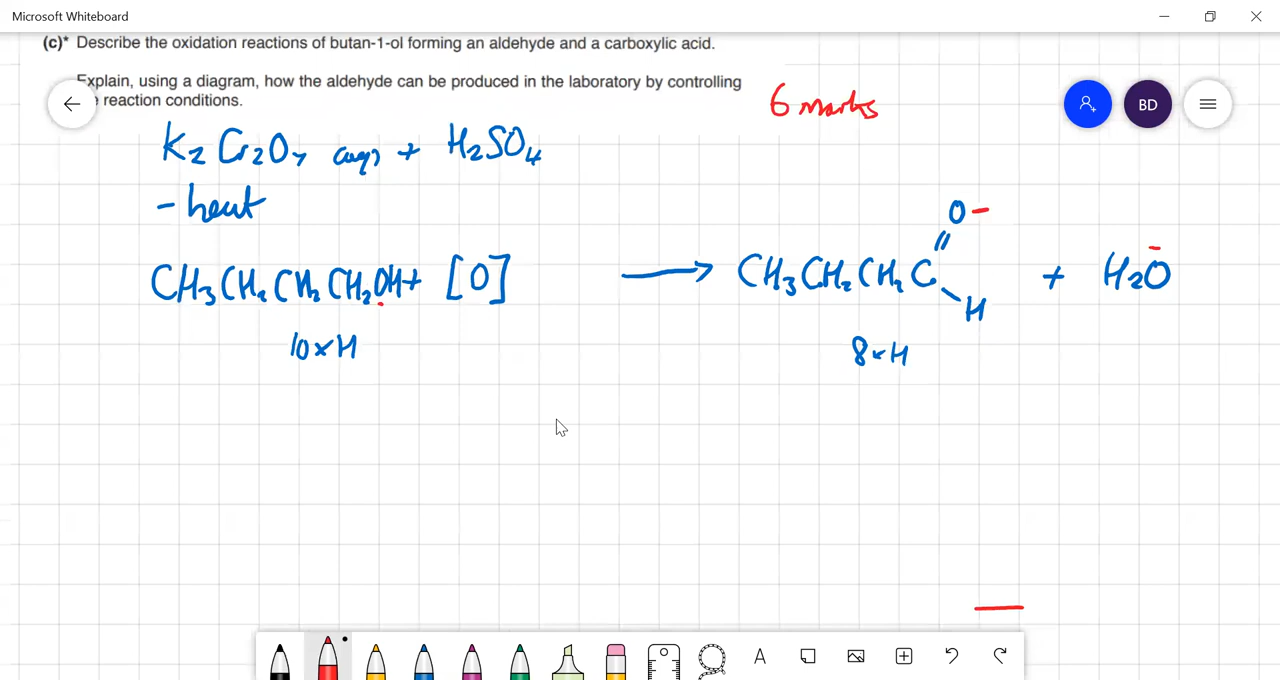 Microsoft Whiteboard
(c)* Describe the oxidation reactions of butan-1-ol forming an aldehyde and a carboxylic acid.
Explain, using a diagram, how the aldehyde can be produced in the laboratory by controlling
reaction conditions.
6 marks
BD
K2Cr2O7 (aq) + H2SO4
- heat
O
CH3CH2CH2CH2OH + [O] → CH3CH2CH2C + H2O
H
10xH
8xH
A